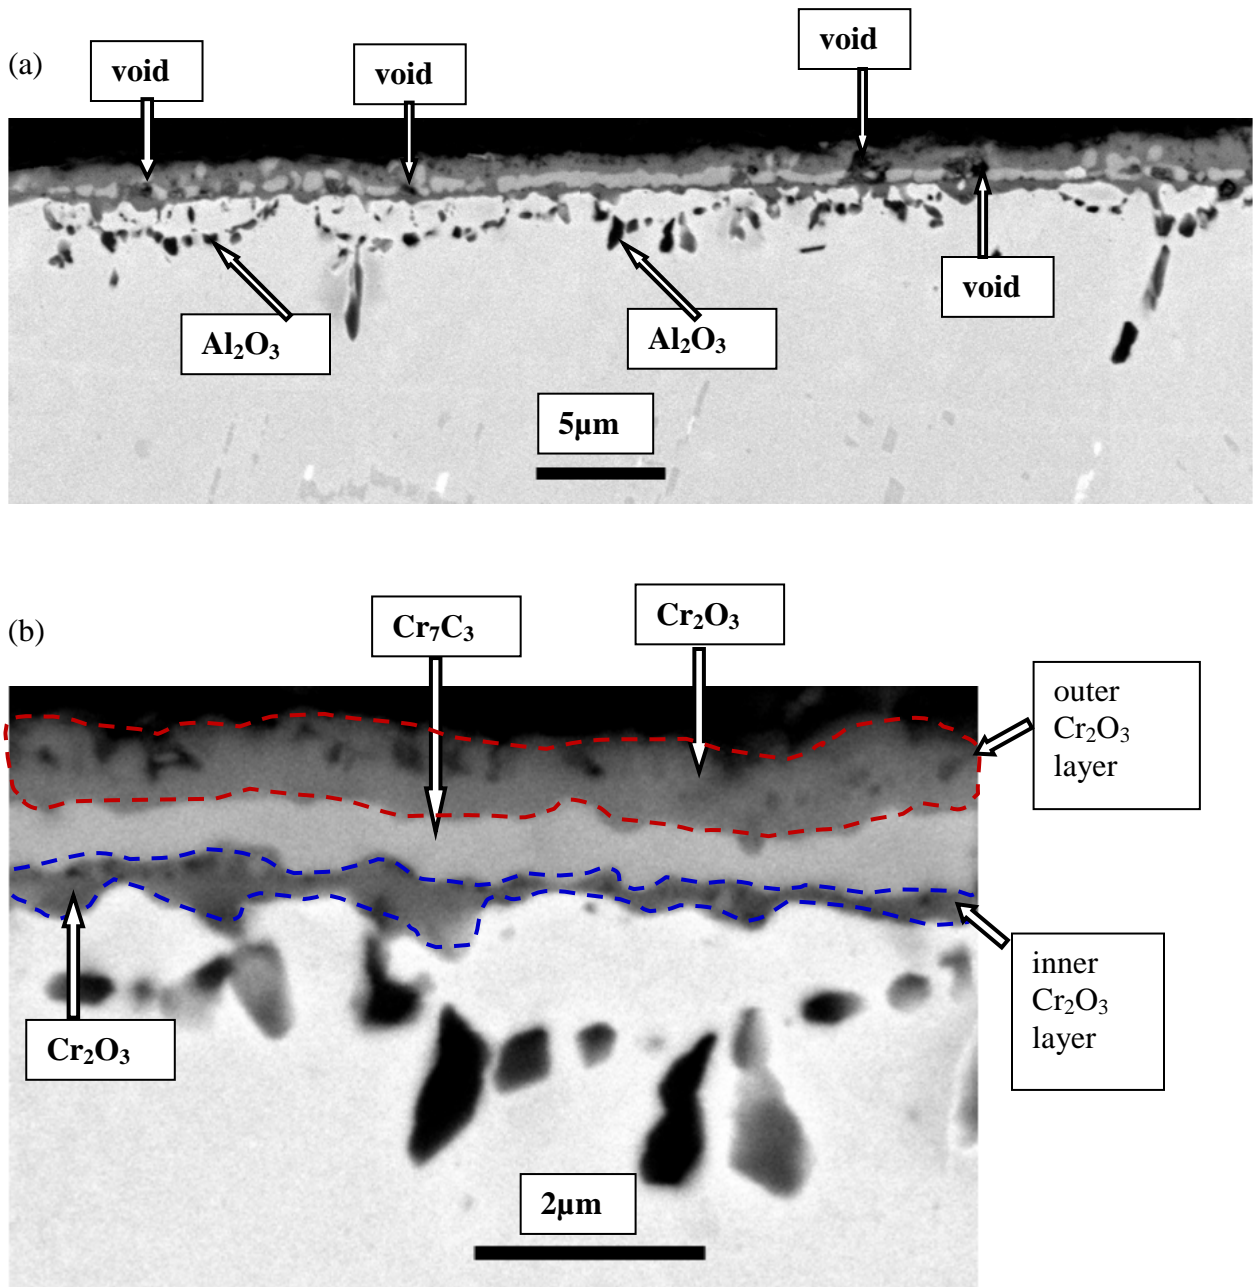 (a)
void
void
void
void
Al₂O₃
Al₂O₃
5µm
(b)
Cr₇C₃
Cr₂O₃
outer
Cr₂O₃
layer
inner
Cr₂O₃
layer
Cr₂O₃
2µm